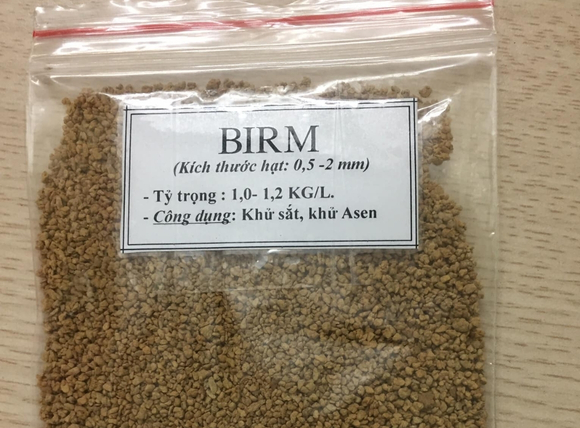 BIRM
(Kích thước hạt: 0,5 -2 mm)
- Tỷ trọng : 1,0- 1,2 KG/L.
- Công dụng: Khử sắt, khử Asen